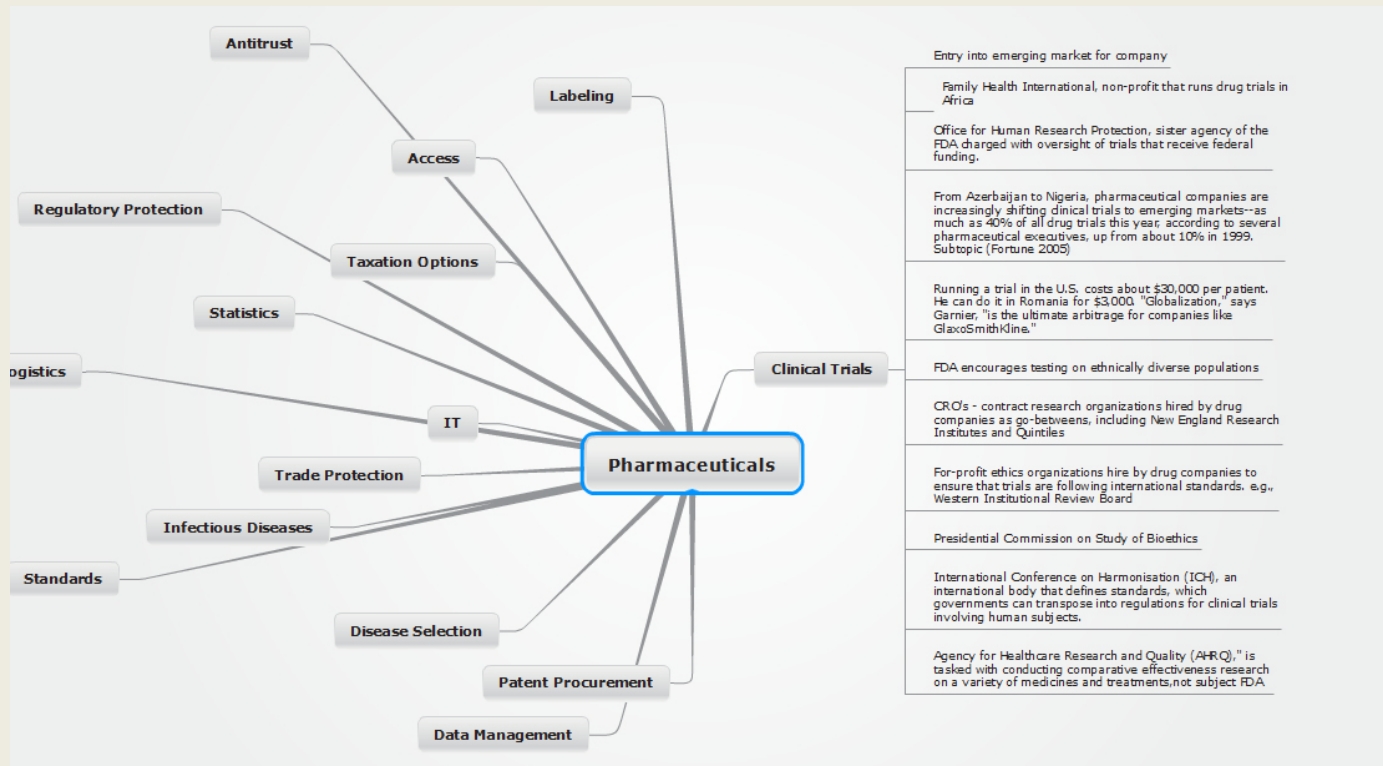 Antitrust
Labeling
Access
Regulatory Protection
Taxation Options
Statistics
ogistics
IT
Pharmaceuticals
Trade Protection
Infectious Diseases
Standards
Disease Selection
Patent Procurement
Data Management
Clinical Trials
Entry into emerging market for company
Family Health International, non-profit that runs drug trials in
Africa
Office for Human Research Protection, sister agency of the
FDA charged with oversight of trials that receive federal
funding.
From Azerbaijan to Nigeria, pharmaceutical companies are
increasingly shifting clinical trials to emerging markets--as
much as 40% of all drug trials this year, according to several
pharmaceutical executives, up from about 10% in 1999.
Subtopic (Fortune 2005)
Running a trial in the U.S. costs about $30,000 per patient.
He can do it in Romania for $3,000. "Globalization," says
Garnier, "is the ultimate arbitrage for companies like
GlaxoSmithKline."
FDA encourages testing on ethnically diverse populations
CRO's - contract research organizations hired by drug
companies as go-betweens, including New England Research
Institutes and Quintiles
For-profit ethics organizations hire by drug companies to
ensure that trials are following international standards. e.g.,
Western Institutional Review Board
Presidential Commission on Study of Bioethics
International Conference on Harmonisation (ICH), an
international body that defines standards, which
governments can transpose into regulations for clinical trials
involving human subjects.
Agency for Healthcare Research and Quality (AHRQ)," is
tasked with conducting comparative effectiveness research
on a variety of medicines and treatments,not subject FDA